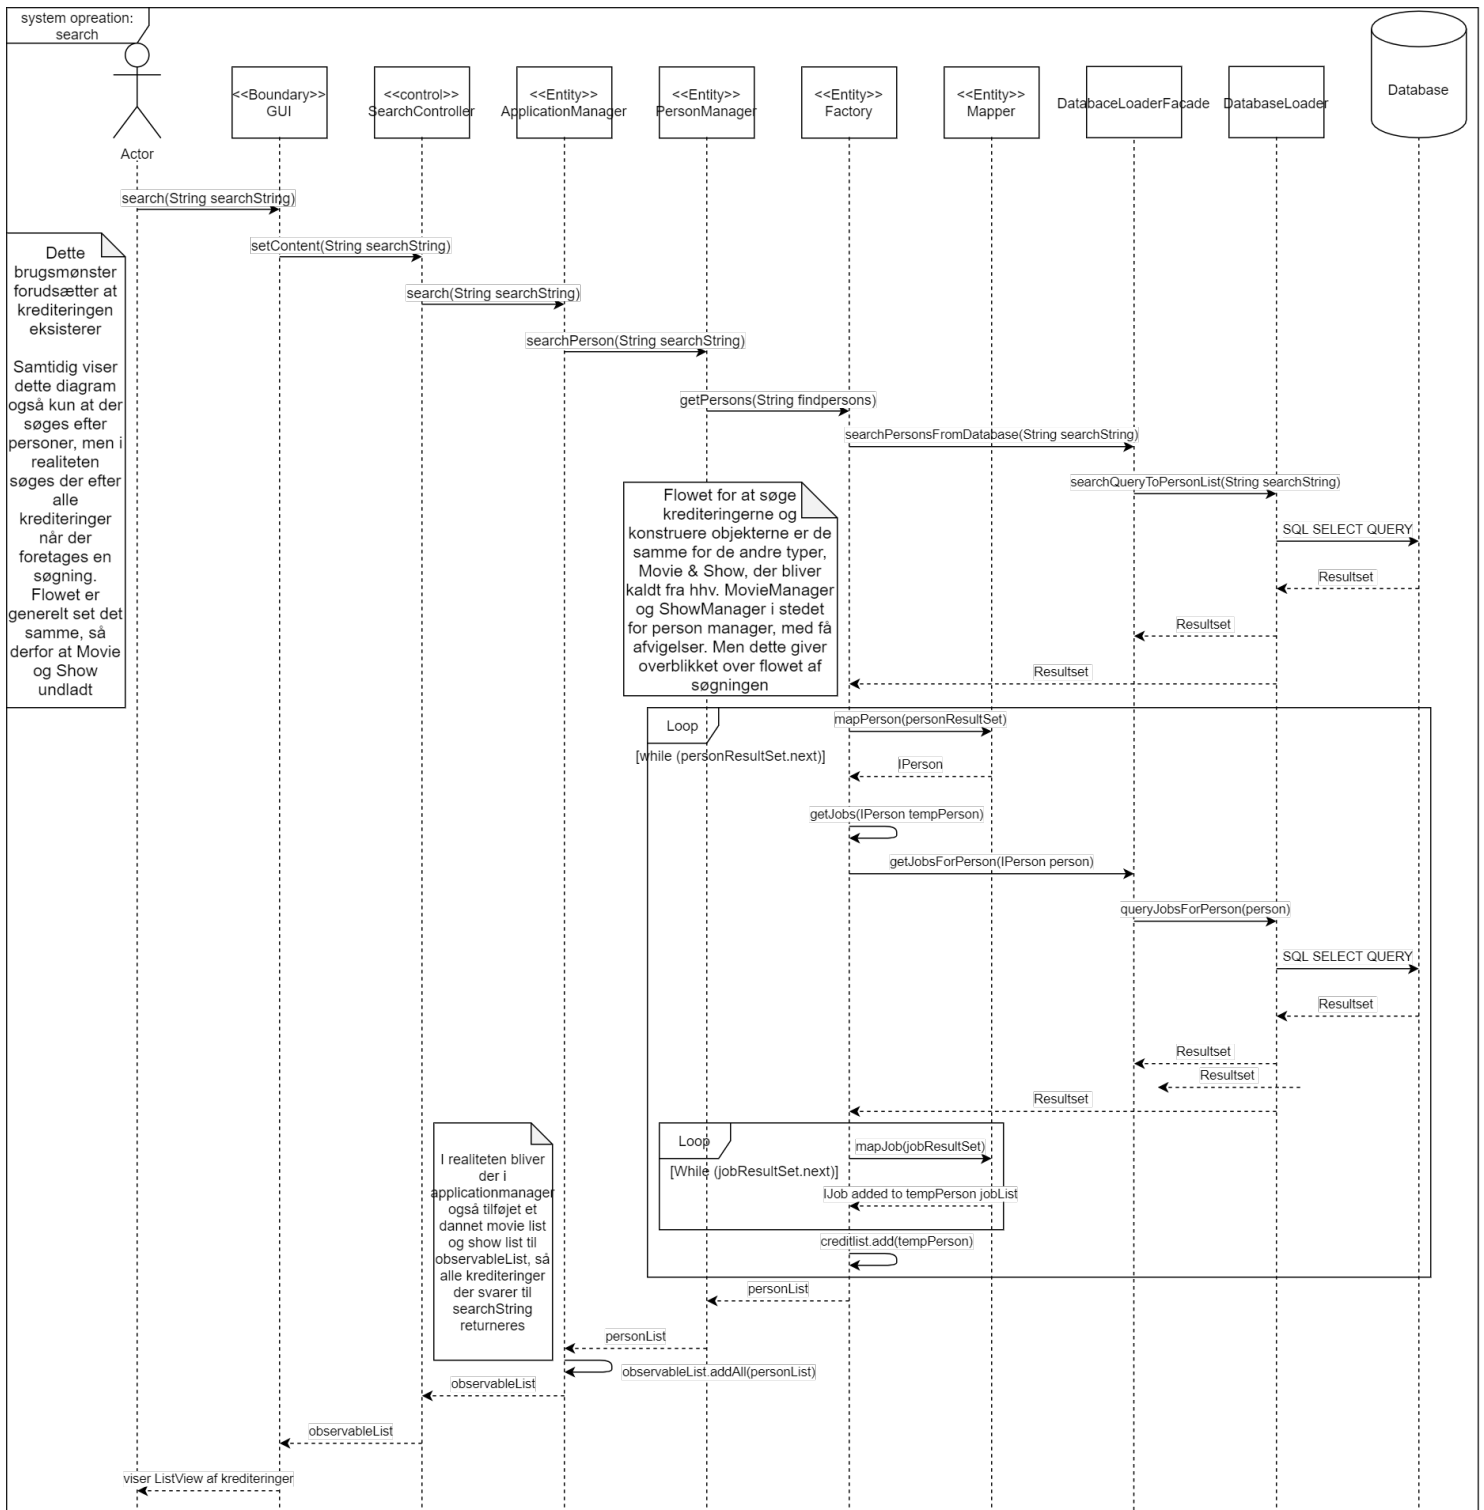 system opreation:
search
<<Boundary>>
GUI
<<control>>
SearchController
<<Entity>>
ApplicationManager
<<Entity>>
PersonManager
<<Entity>>
Factory
<<Entity>>
Mapper
DatabaceLoaderFacade
DatabaseLoader
Database
Actor
search(String searchString)
setContent(String searchString)
Dette
brugsmønster
forudsætter at
krediteringen
eksisterer
Samtidig viser
dette diagram
også kun at der
søges efter
personer, men i
realiteten
søges der efter
alle
krediteringer
når der
foretages en
søgning.
Flowet er
generelt set det
samme, så
derfor at Movie
og Show
undladt
search(String searchString)
searchPerson(String searchString)
getPersons(String findpersons)
searchPersonsFromDatabase(String searchString)
searchQueryToPersonList(String searchString)
Flowet for at søge
krediteringerne og
konstruere objekterne er de
samme for de andre typer,
Movie & Show, der bliver
kaldt fra hhv. MovieManager
og ShowManager i stedet
for person manager, med få
afvigelser. Men dette giver
overblikket over flowet af
søgningen
SQL SELECT QUERY
Resultset
Resultset
Resultset
Loop
[while (personResultSet.next)]
mapPerson(personResultSet)
IPerson
getJobs(IPerson tempPerson)
getJobsForPerson(IPerson person)
queryJobsForPerson(person)
SQL SELECT QUERY
Resultset
Resultset
Resultset
Resultset
Loop
[While (jobResultSet.next)]
mapJob(jobResultSet)
IJob added to tempPerson jobList
creditlist.add(tempPerson)
I realiteten bliver
der i
applicationmanager
også tilføjet et
dannet movie list
og show list til
observableList, så
alle krediteringer
der svarer til
searchString
returneres
personList
personList
observableList.addAll(personList)
observableList
observableList
viser ListView af krediteringer